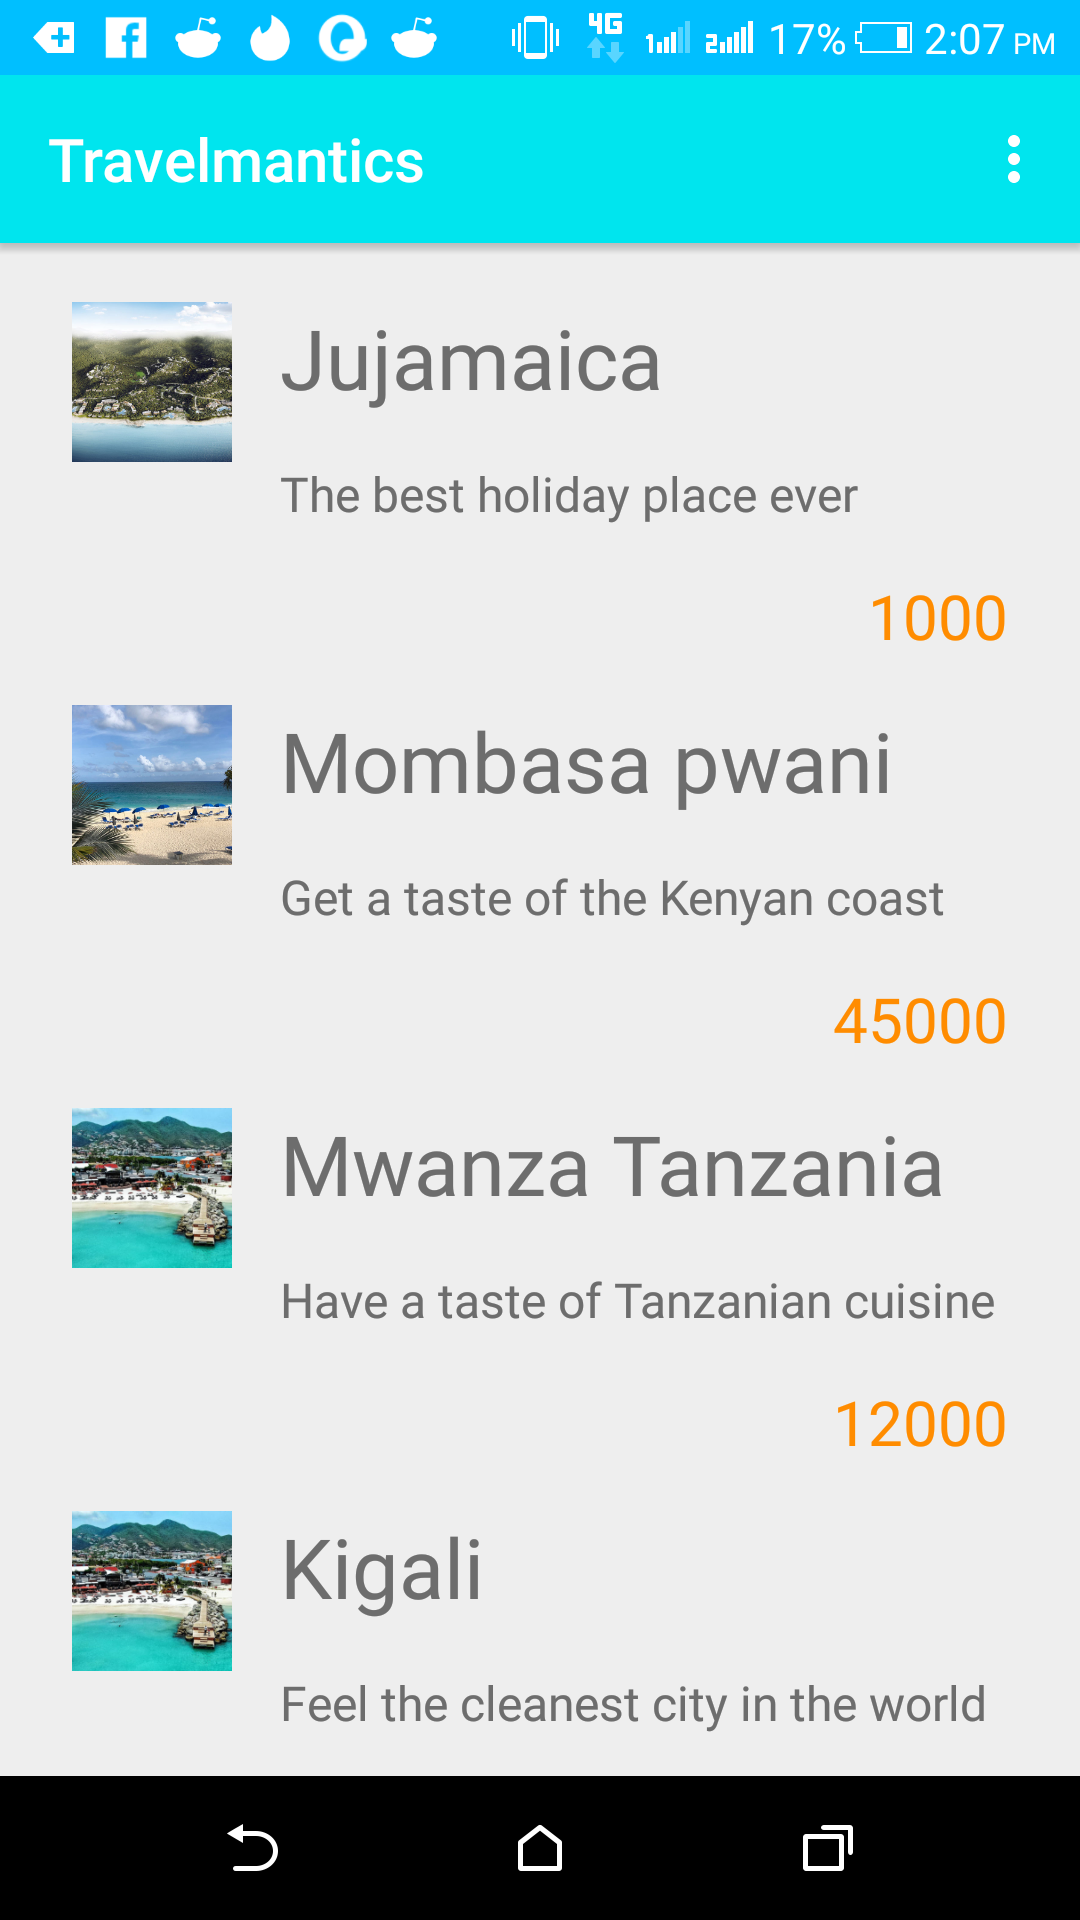 4G 1 2 17% 2:07 PM
Travelmantics
Jujamaica
The best holiday place ever
1000
Mombasa pwani
Get a taste of the Kenyan coast
45000
Mwanza Tanzania
Have a taste of Tanzanian cuisine
12000
Kigali
Feel the cleanest city in the world